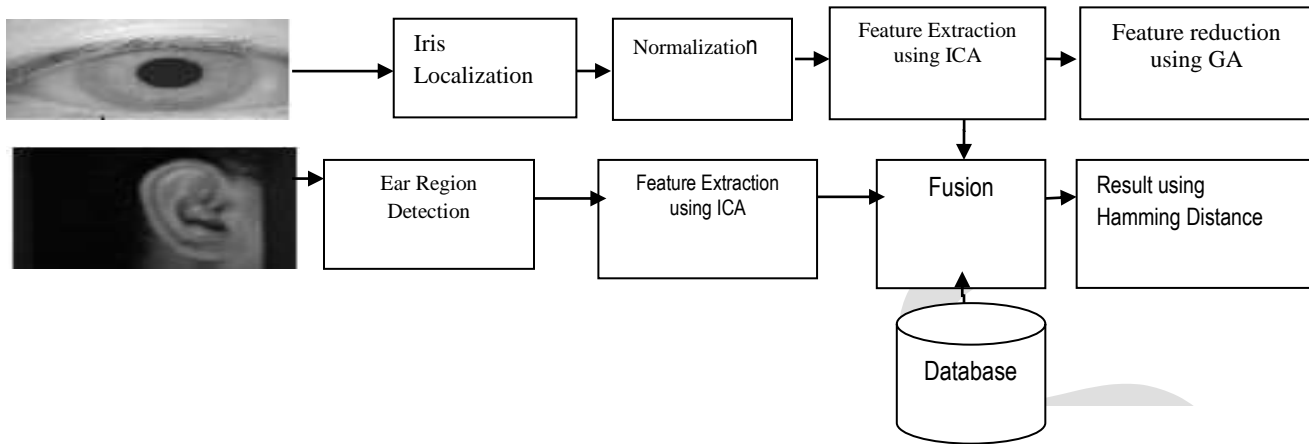 Iris
Localization
Normalization
Feature Extraction
using ICA
Feature reduction
using GA
Ear Region
Detection
Feature Extraction
using ICA
Fusion
Result using
Hamming Distance
Database